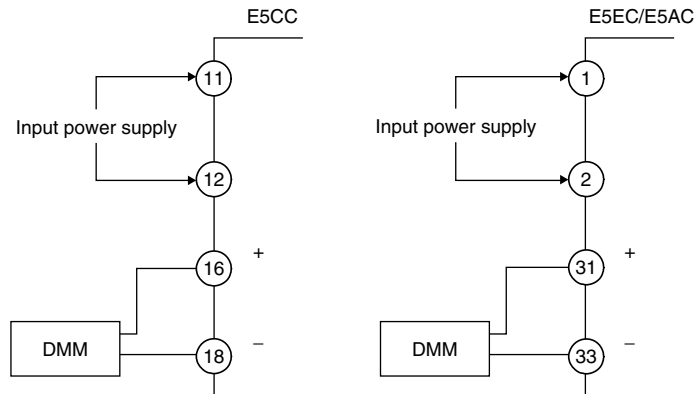 E5CC
11
Input power supply
12
16
+
DMM
18
−
E5EC/E5AC
1
Input power supply
2
31
+
DMM
33
−